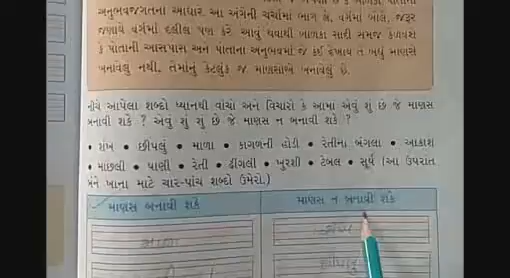 અનુભવજગતના આધાર. આ અંગેની ચર્ચામાં ભાગ લે, વર્ગમાં બોલે, જરૂર
જણાયે વર્ગમાં દલીલ પણ કરે. આવું થવાથી બાળકો સાદી સમજ કેળવશે
કે પોતાની આસપાસ અને પોતાના અનુભવમાં જે કંઈ દેખાય તે બધું માણસે
બનાવેલું નથી. તેમાંનું કેટલુંક જ માણસોએ બનાવેલું છે.
નીચે આપેલા શબ્દો ધ્યાનથી વાંચો અને વિચારો કે આમાં એવું શું છે જે માણસ
બનાવી શકે ? એવું શું શું છે જે માણસ ન બનાવી શકે ?
• શંખ • છીપલું • માળા • કાગળની હોડી • રેતીના બંગલા • આકાશ
• માછલી • પાણી • રેતી • ઢીંગલી • ખુરશી • ટેબલ • સૂર્ય (આ ઉપરાંત
બંને ખાના માટે ચાર-પાંચ શબ્દો ઉમેરો.)
માણસ બનાવી શકે
માણસ ન બનાવી શકે
માળા
શંખ
છીપલું